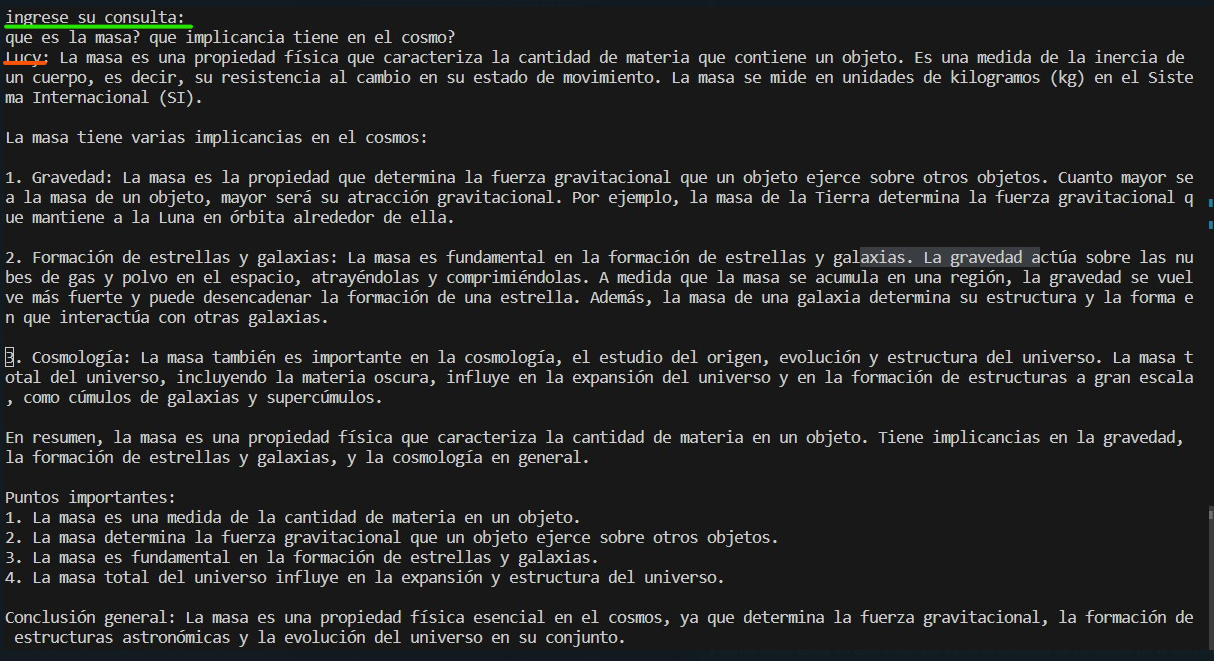 ingrese su consulta:
que es la masa? que implicancia tiene en el cosmo?
Lucy: La masa es una propiedad física que caracteriza la cantidad de materia que contiene un objeto. Es una medida de la inercia de
un cuerpo, es decir, su resistencia al cambio en su estado de movimiento. La masa se mide en unidades de kilogramos (kg) en el Siste
ma Internacional (SI).
La masa tiene varias implicancias en el cosmos:
1. Gravedad: La masa es la propiedad que determina la fuerza gravitacional que un objeto ejerce sobre otros objetos. Cuanto mayor se
a la masa de un objeto, mayor será su atracción gravitacional. Por ejemplo, la masa de la Tierra determina la fuerza gravitacional q
ue mantiene a la Luna en órbita alrededor de ella.
2. Formación de estrellas y galaxias: La masa es fundamental en la formación de estrellas y galaxias. La gravedad actúa sobre las nu
bes de gas y polvo en el espacio, atrayéndolas y comprimiéndolas. A medida que la masa se acumula en una región, la gravedad se vuel
ve más fuerte y puede desencadenar la formación de una estrella. Además, la masa de una galaxia determina su estructura y la forma e
n que interactúa con otras galaxias.
3. Cosmología: La masa también es importante en la cosmología, el estudio del origen, evolución y estructura del universo. La masa t
otal del universo, incluyendo la materia oscura, influye en la expansión del universo y en la formación de estructuras a gran escala
, como cúmulos de galaxias y supercúmulos.
En resumen, la masa es una propiedad física que caracteriza la cantidad de materia en un objeto. Tiene implicancias en la gravedad,
la formación de estrellas y galaxias, y la cosmología en general.
Puntos importantes:
1. La masa es una medida de la cantidad de materia en un objeto.
2. La masa determina la fuerza gravitacional que un objeto ejerce sobre otros objetos.
3. La masa es fundamental en la formación de estrellas y galaxias.
4. La masa total del universo influye en la expansión y estructura del universo.
Conclusión general: La masa es una propiedad física esencial en el cosmos, ya que determina la fuerza gravitacional, la formación de
estructuras astronómicas y la evolución del universo en su conjunto.